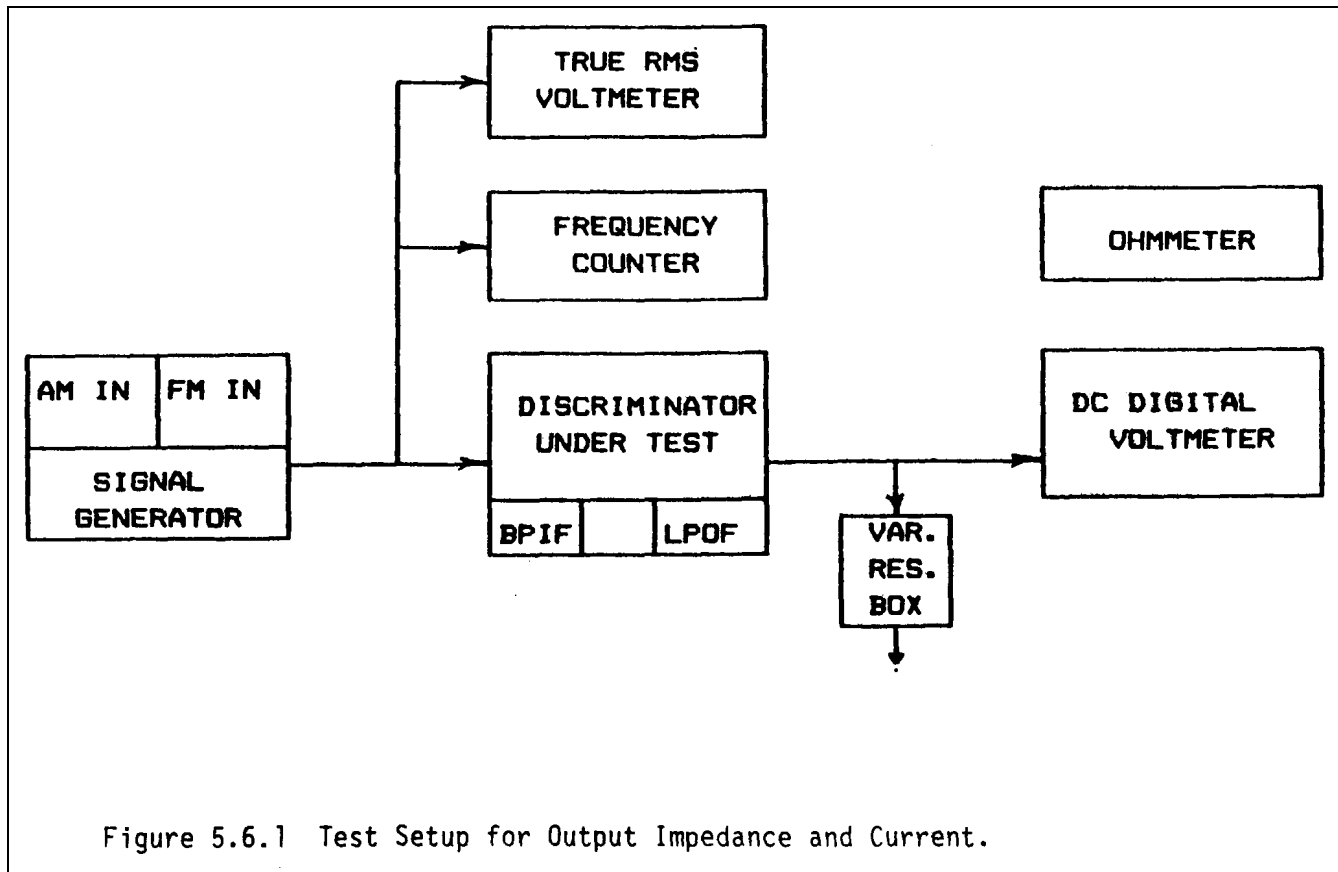 TRUE RMS
VOLTMETER
FREQUENCY
COUNTER
OHMMETER
AM IN
FM IN
SIGNAL
GENERATOR
DISCRIMINATOR
UNDER TEST
BPIF
LPOF
DC DIGITAL
VOLTMETER
VAR.
RES.
BOX
Figure 5.6.1 Test Setup for Output Impedance and Current.